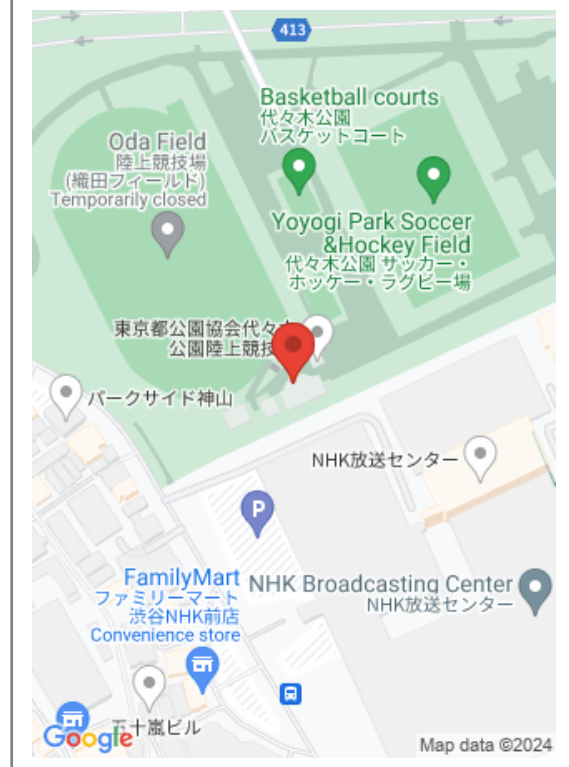 413
Basketball courts
代々木公園
バスケットコート
Oda Field
陸上競技場
(織田フィールド)
Temporarily closed
Yoyogi Park Soccer
&Hockey Field
代々木公園 サッカー・
ホッケー・ラグビー場
東京都公園協会代々
公園陸上競技
パークサイド神山
NHK放送センター
P
FamilyMart
ファミリーマート
渋谷NHK前店
Convenience store
NHK Broadcasting Center
NHK放送センター
十嵐ビル
Google
Map data ©2024